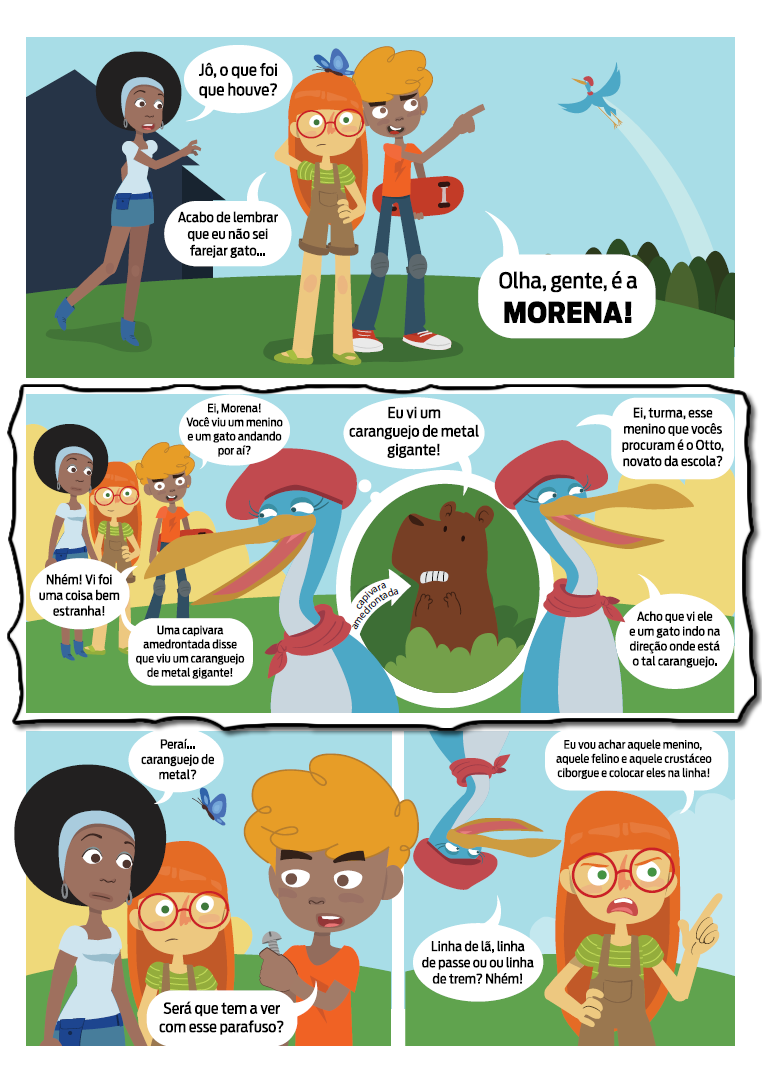 Jô, o que foi
que houve?
Acabo de lembrar
que eu não sei
farejar gato...
Olha, gente, é a
MORENA!
Ei, Morena!
Você viu um menino
e um gato andando
por aí?
Nhém! Vi foi
uma coisa bem
estranha!
Uma capivara
amedrontada disse
que viu um caranguejo
de metal gigante!
Eu vi um
caranguejo de metal
gigante!
capivara
amedrontada
Ei, turma, esse
menino que vocês
procuram é o Otto,
novato da escola?
Acho que vi ele
e um gato indo na
direção onde está
o tal caranguejo.
Peraí...
caranguejo de
metal?
Será que tem a ver
com esse parafuso?
Eu vou achar aquele menino,
aquele felino e aquele crustáceo
ciborgue e colocar eles na linha!
Linha de lã, linha
de passe ou ou linha
de trem? Nhém!